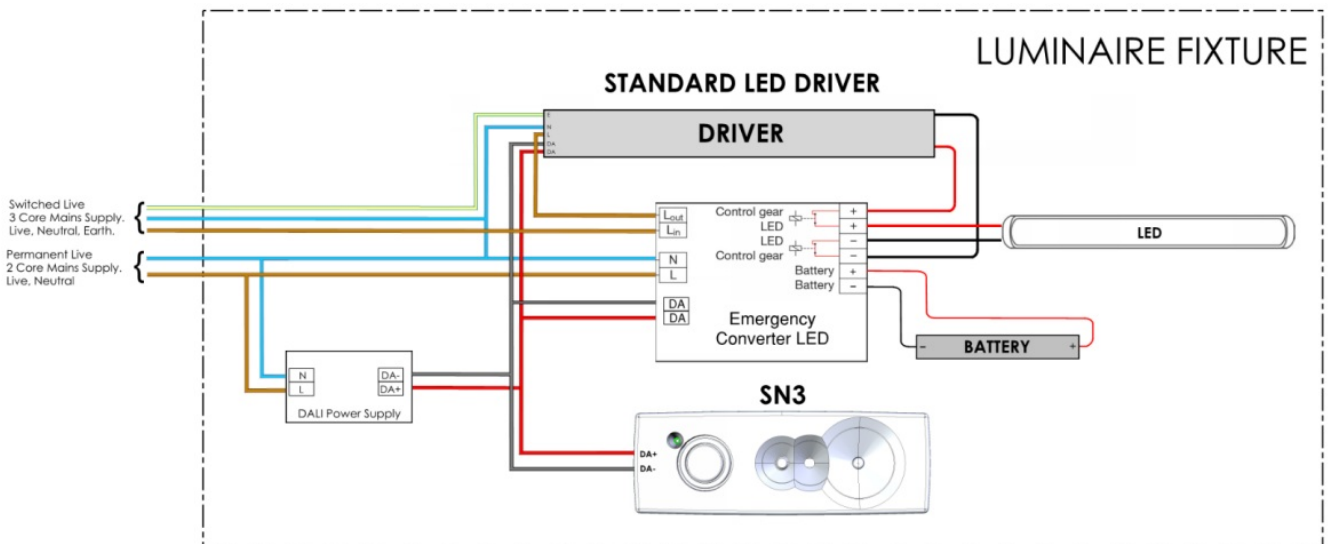 LUMINAIRE FIXTURE
STANDARD LED DRIVER
DRIVER
E
N
L
DA
DA
Switched Live
3 Core Mains Supply.
Live, Neutral, Earth.
Permanent Live
2 Core Mains Supply.
Live, Neutral
Lout
Lin
N
L
DA
DA
Control gear +
LED +
LED −
Control gear −
Battery +
Battery −
Emergency
Converter LED
LED
− BATTERY +
N DA-
L DA+
DALI Power Supply
SN3
DA+
DA-